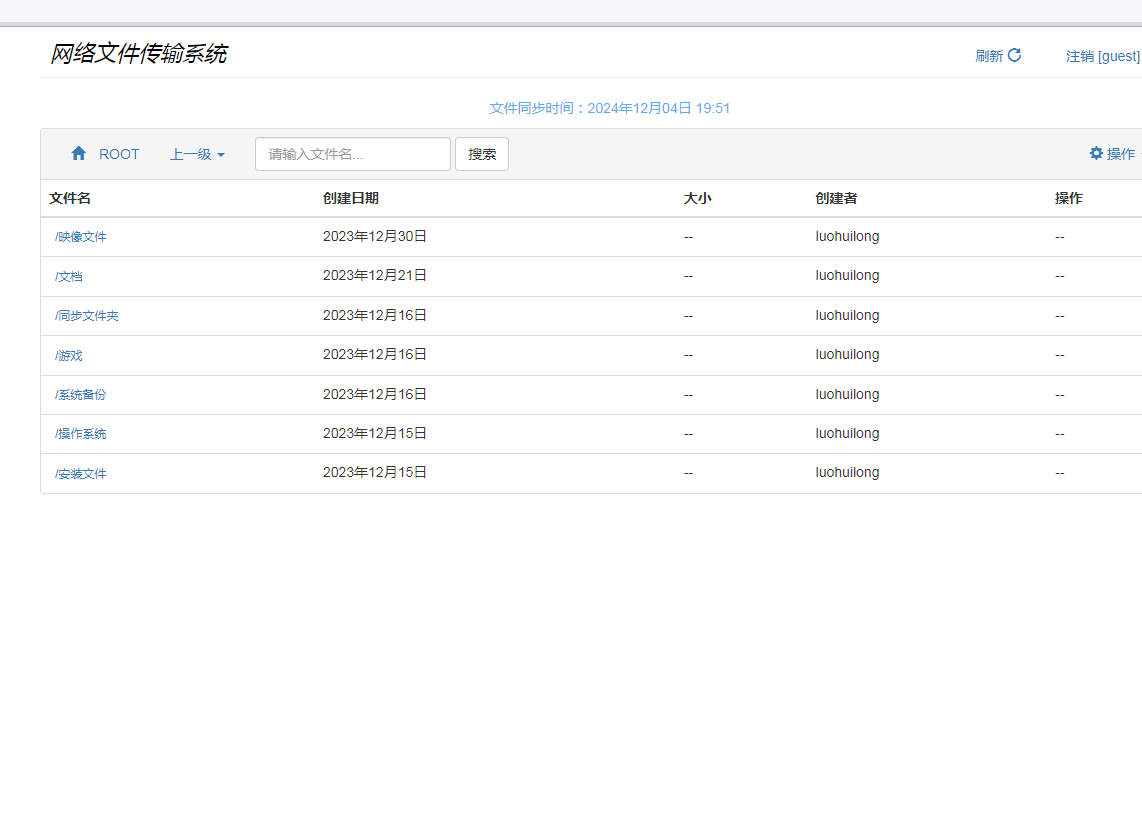 网络文件传输系统
刷新 注销 [guest]
文件同步时间：2024年12月04日 19:51
ROOT 上一级 请输入文件名... 搜索 操作
文件名 创建日期 大小 创建者 操作
/映像文件 2023年12月30日 -- luohuilong --
/文档 2023年12月21日 -- luohuilong --
/同步文件夹 2023年12月16日 -- luohuilong --
/游戏 2023年12月16日 -- luohuilong --
/系统备份 2023年12月16日 -- luohuilong --
/操作系统 2023年12月15日 -- luohuilong --
/安装文件 2023年12月15日 -- luohuilong --